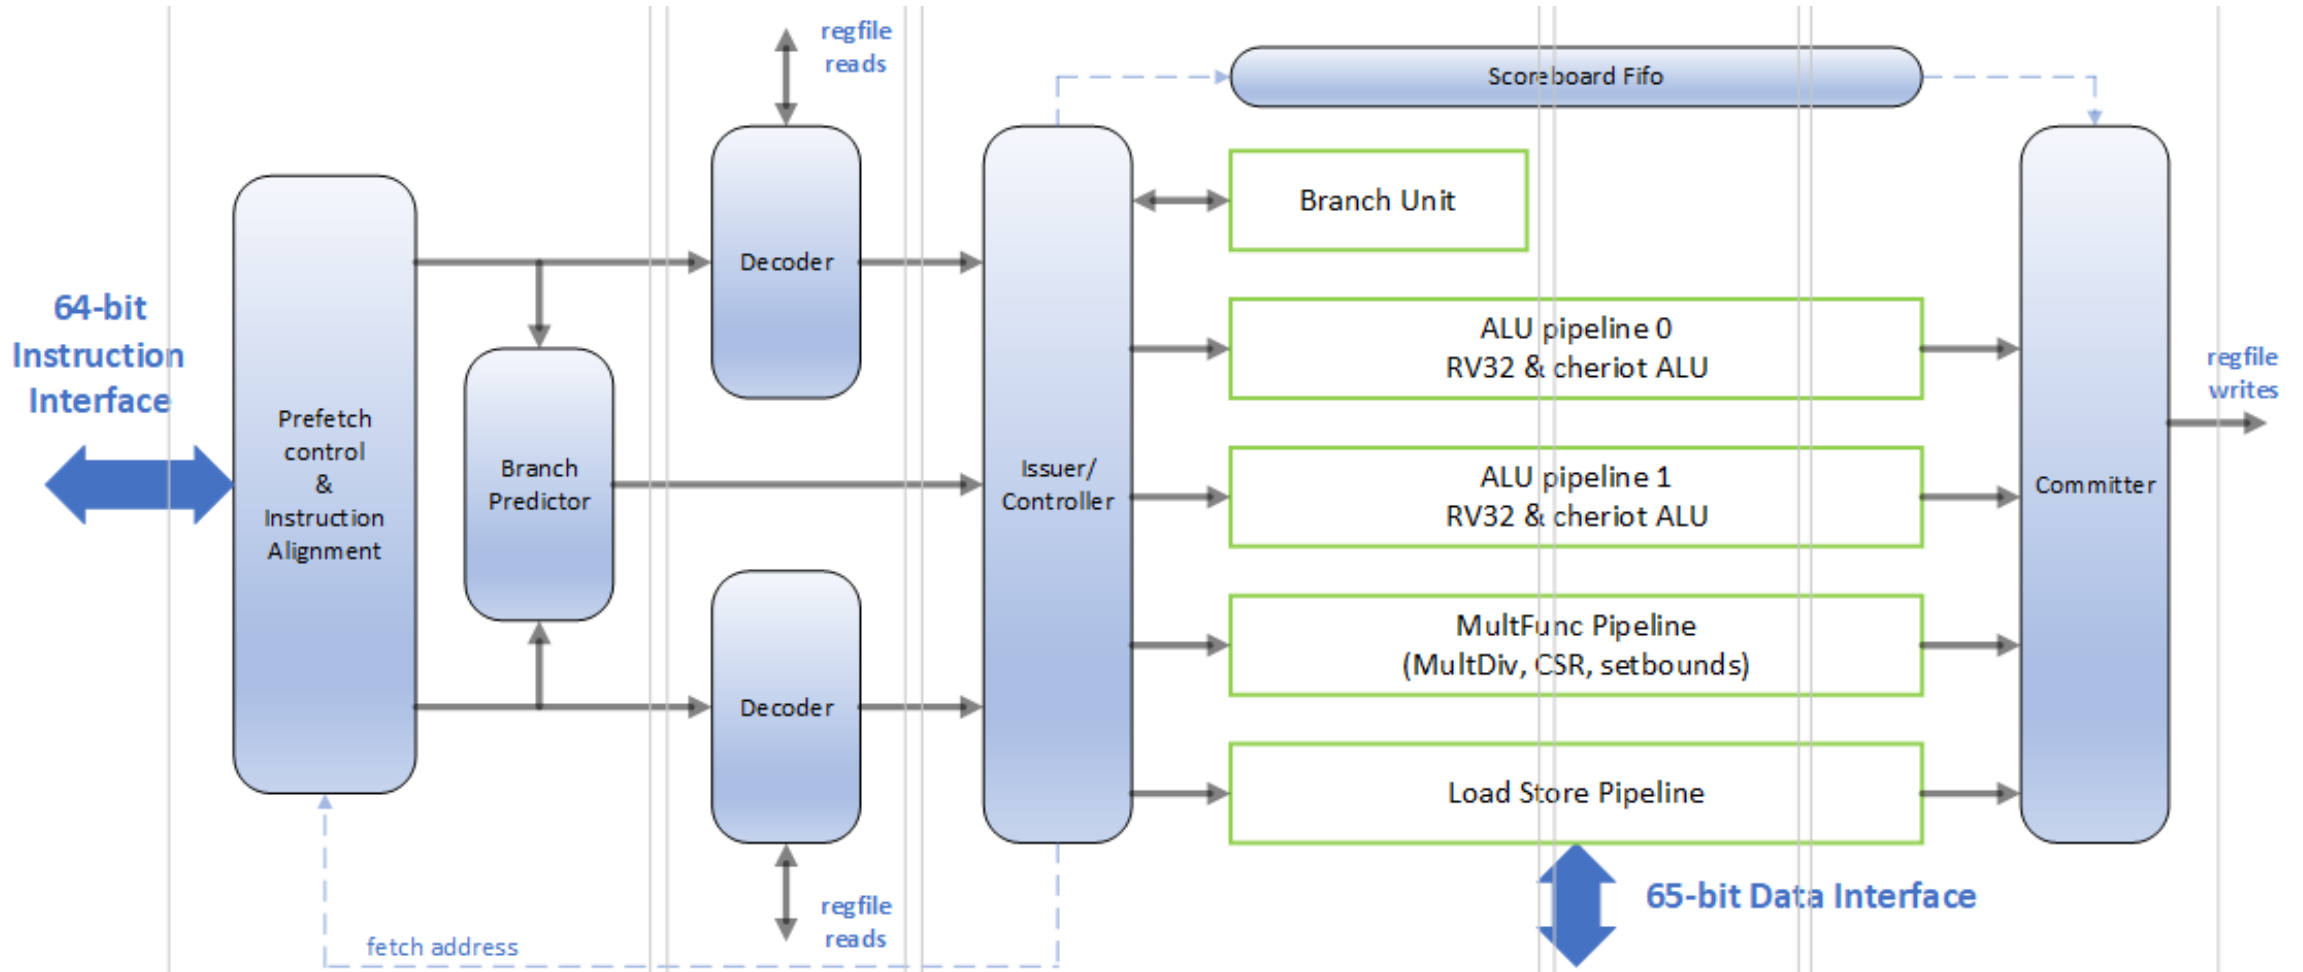 regfile
reads
Scoreboard Fifo
Branch Unit
Decoder
64-bit
Instruction
Interface
ALU pipeline 0
RV32 & cheriot ALU
regfile
writes
Prefetch
control
&
Instruction
Alignment
Branch
Predictor
Issuer/
Controller
ALU pipeline 1
RV32 & cheriot ALU
Committer
MultFunc Pipeline
(MultDiv, CSR, setbounds)
Decoder
Load Store Pipeline
65-bit Data Interface
regfile
reads
fetch address